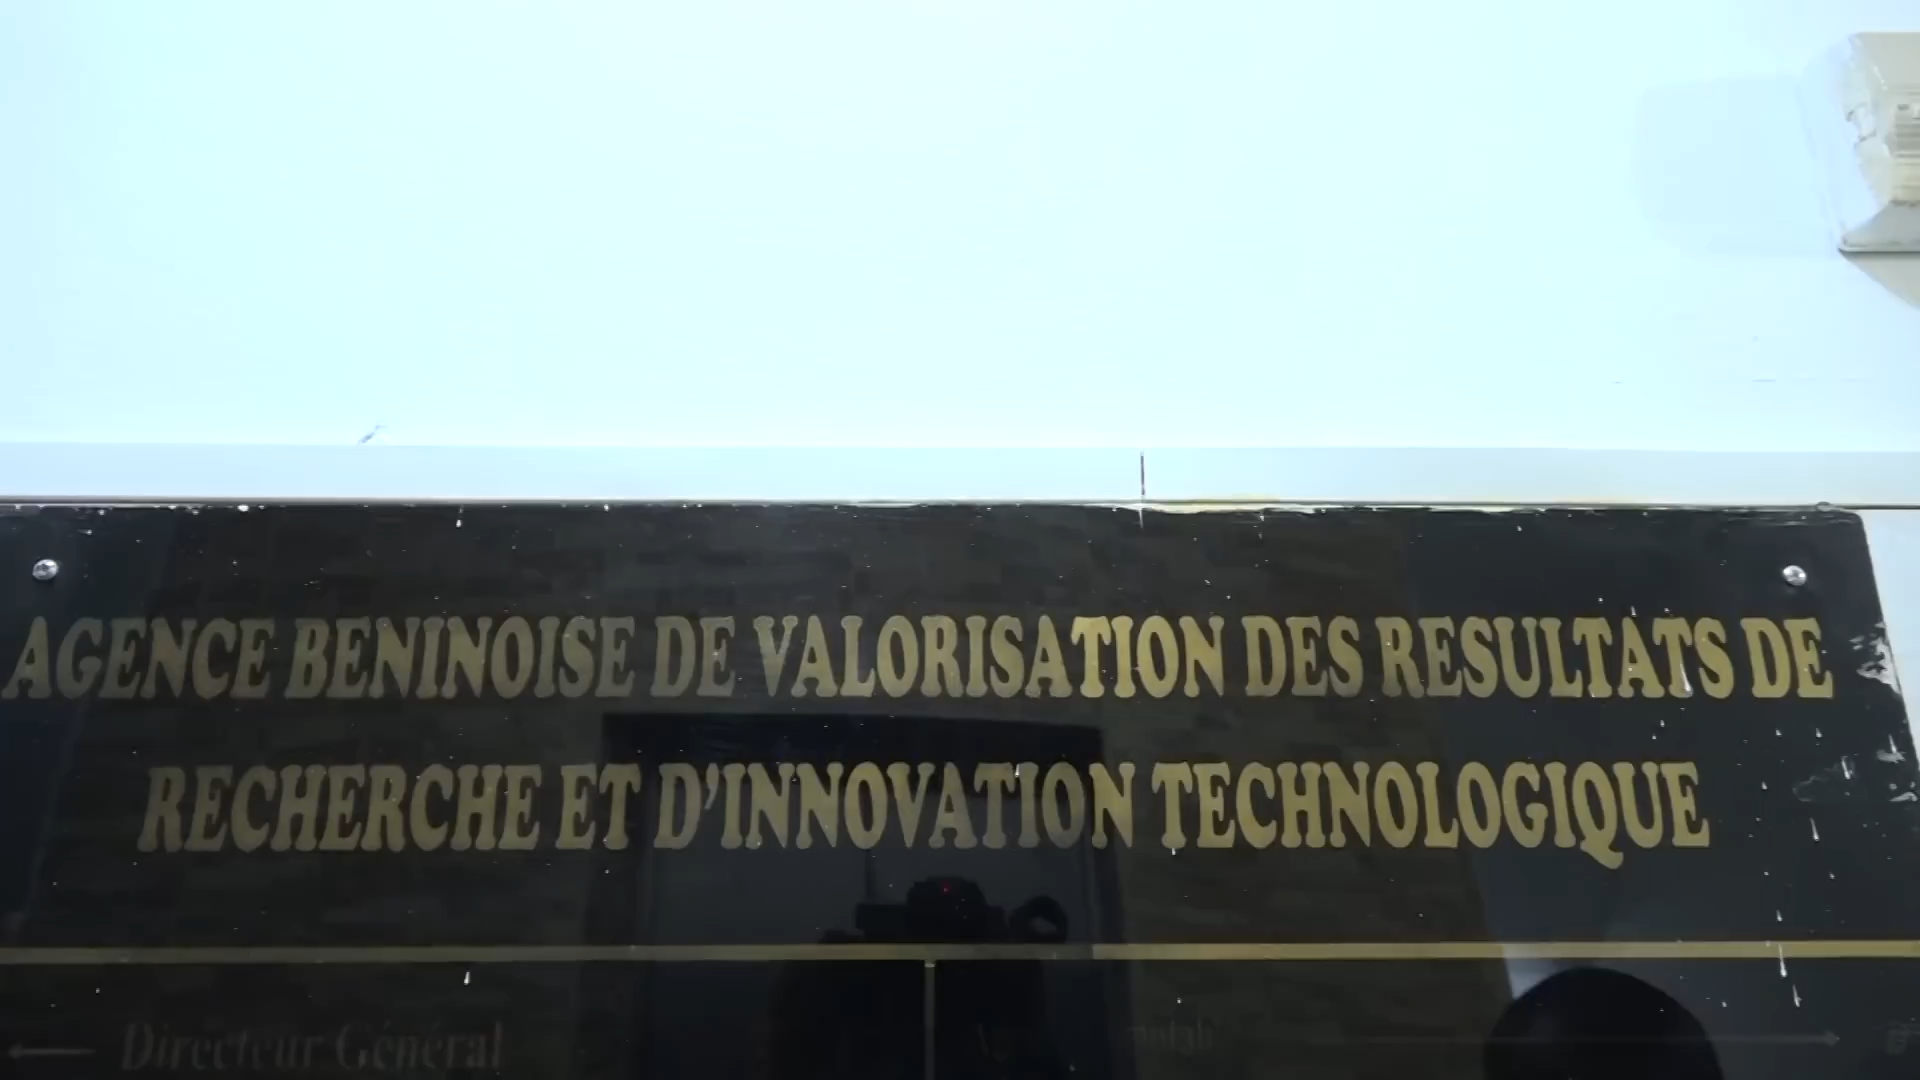 AGENCE BENINOISE DE VALORISATION DES RESULTATS DE
RECHERCHE ET D'INNOVATION TECHNOLOGIQUE
Directeur Général